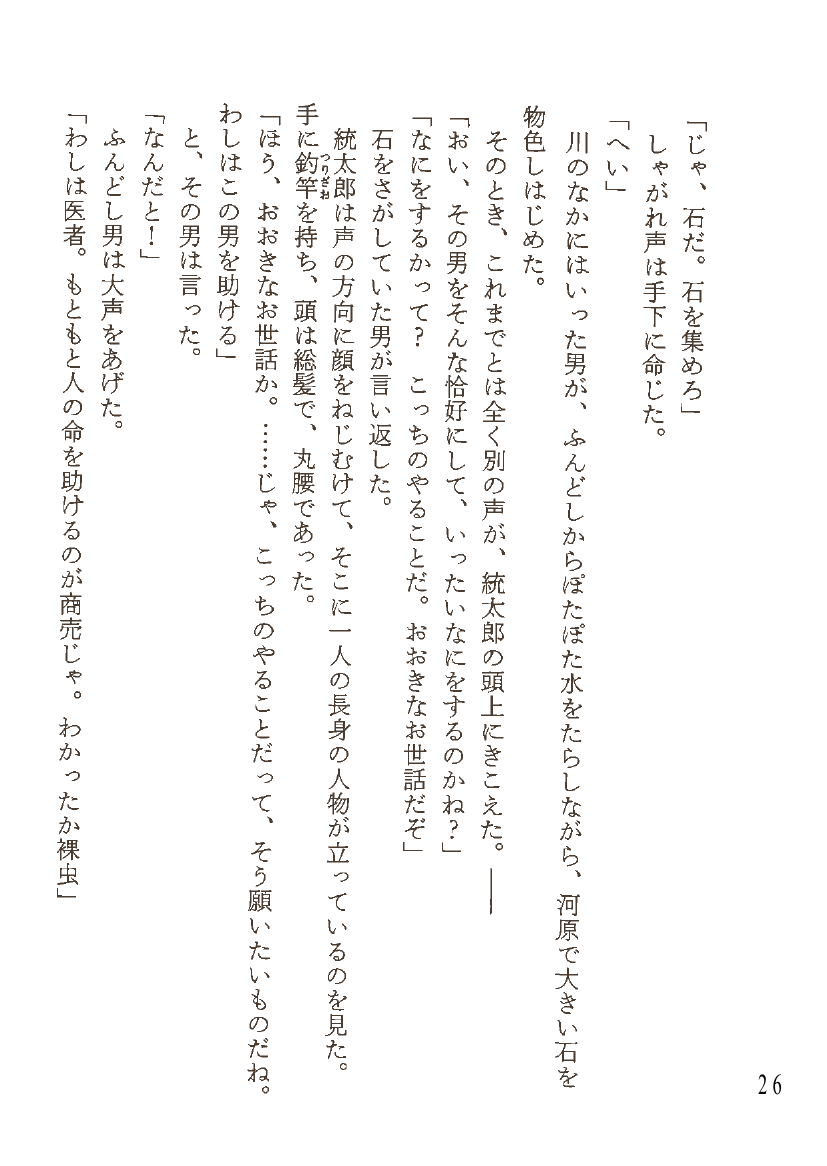 「じゃ、石だ。石を集めろ」
しゃがれ声は手下に命じた。
「へい」
川のなかにはいった男が、ふんどしからぽたぽた水をたらしながら、河原で大きい石を
物色しはじめた。
そのとき、これまでとは全く別の声が、統太郎の頭上にきこえた。――
「おい、その男をそんな恰好にして、いったいなにをするのかね？」
「なにをするかって？　こっちのやることだ。おおきなお世話だぞ」
石をさがしていた男が言い返した。
統太郎は声の方向に顔をねじむけて、そこに一人の長身の人物が立っているのを見た。
手に釣竿を持ち、頭は総髪で、丸腰であった。
つりざお
「ほう、おおきなお世話か。……じゃ、こっちのやることだって、そう願いたいものだね。
わしはこの男を助ける」
と、その男は言った。
「なんだと！」
ふんどし男は大声をあげた。
「わしは医者。もともと人の命を助けるのが商売じゃ。わかったか裸虫」
26